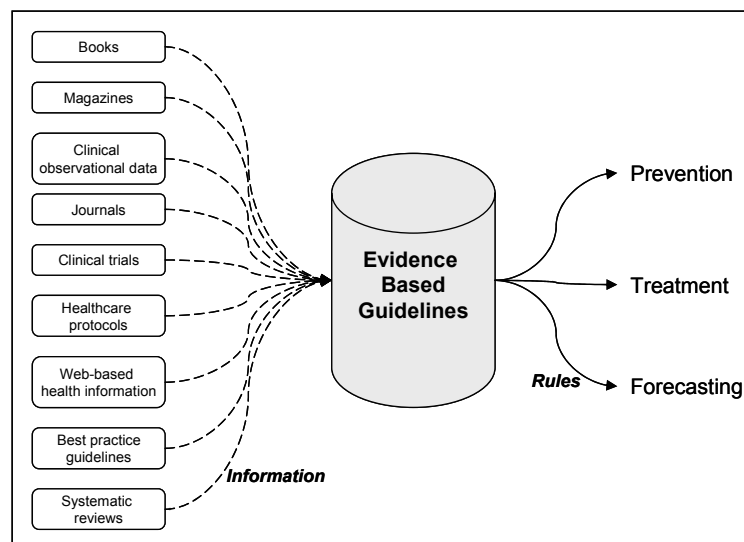 Books
Magazines
Clinical
observational data
Journals
Clinical trials
Healthcare
protocols
Web-based
health information
Best practice
guidelines
Systematic
reviews
Information
Evidence
Based
Guidelines
Rules
Prevention
Treatment
Forecasting